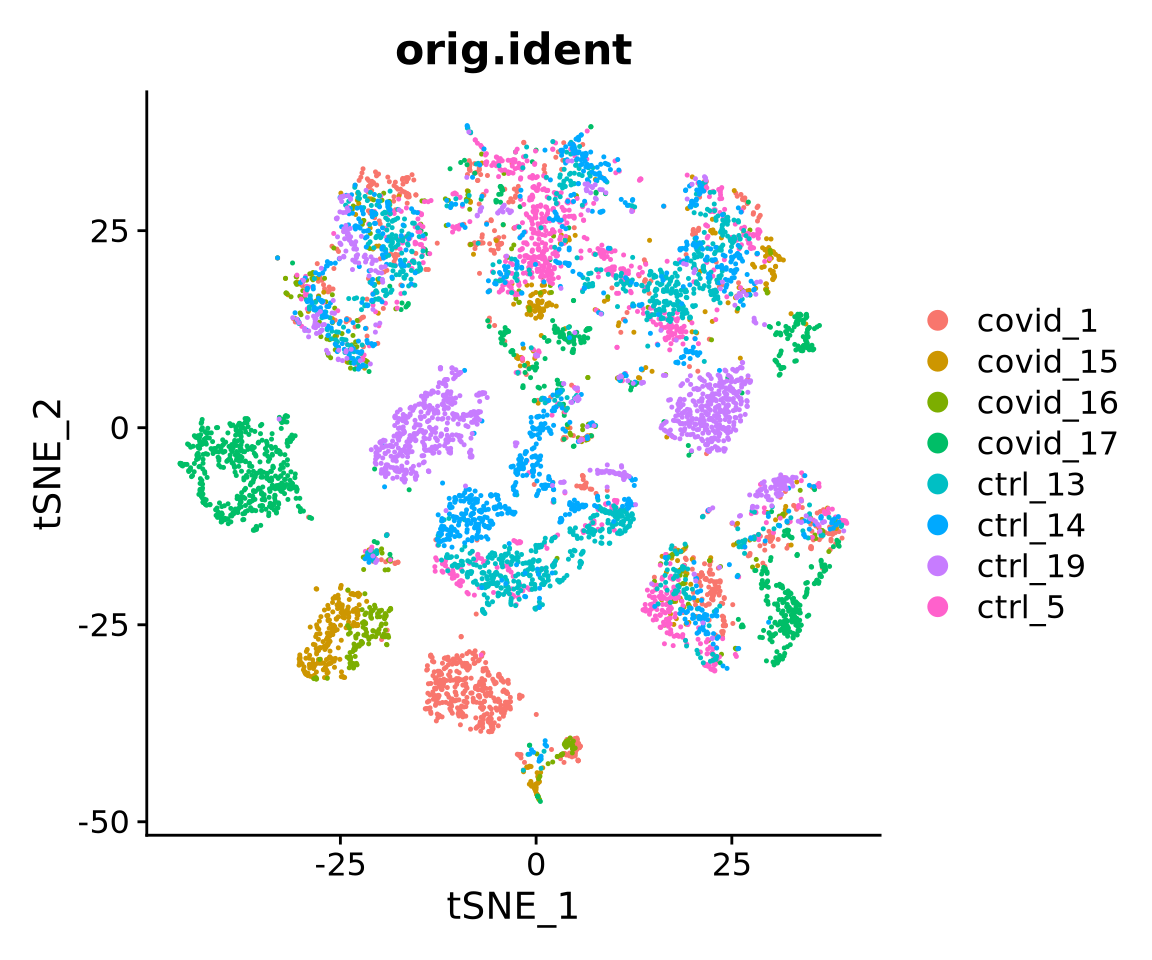 orig.ident
25
0
-25
-50
tSNE_2
-25
0
25
tSNE_1
covid_1
covid_15
covid_16
covid_17
ctrl_13
ctrl_14
ctrl_19
ctrl_5